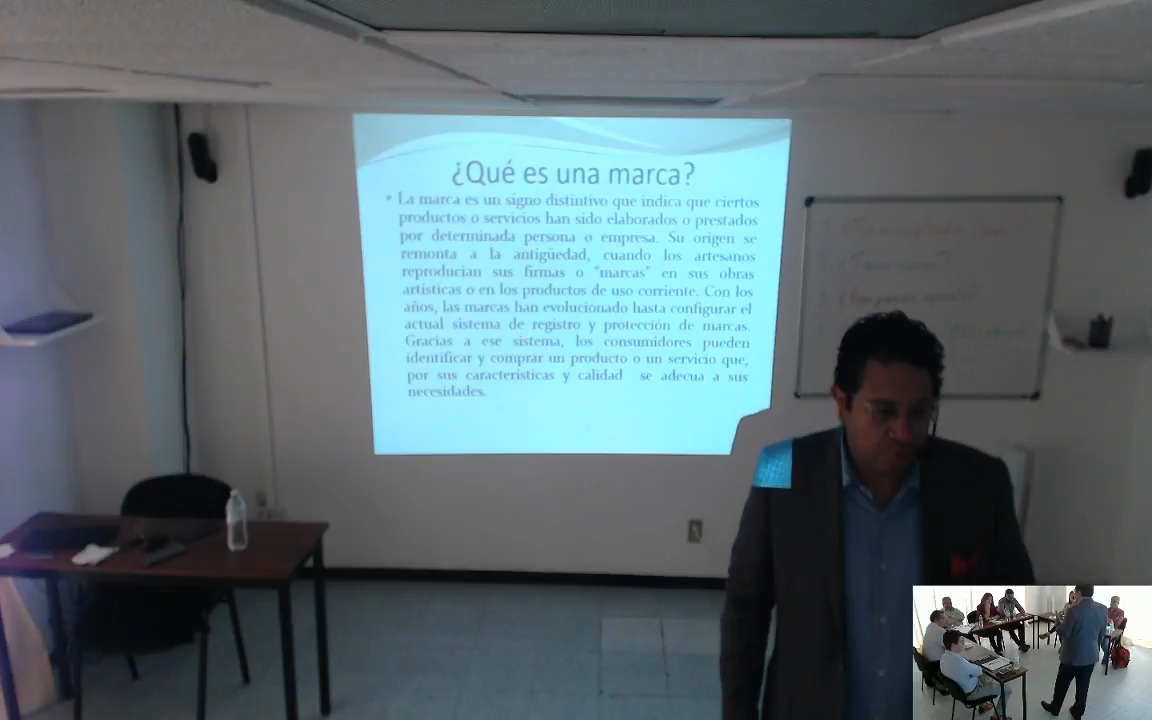 ¿Qué es una marca?
• La marca es un signo distintivo que indica que ciertos
productos o servicios han sido elaborados o prestados
por determinada persona o empresa. Su origen se
remonta a la antigüedad, cuando los artesanos
reproducían sus firmas o "marcas" en sus obras
artísticas o en los productos de uso corriente. Con los
años, las marcas han evolucionado hasta configurar el
actual sistema de registro y protección de marcas.
Gracias a ese sistema, los consumidores pueden
identificar y comprar un producto o un servicio que,
por sus características y calidad se adecua a sus
necesidades.